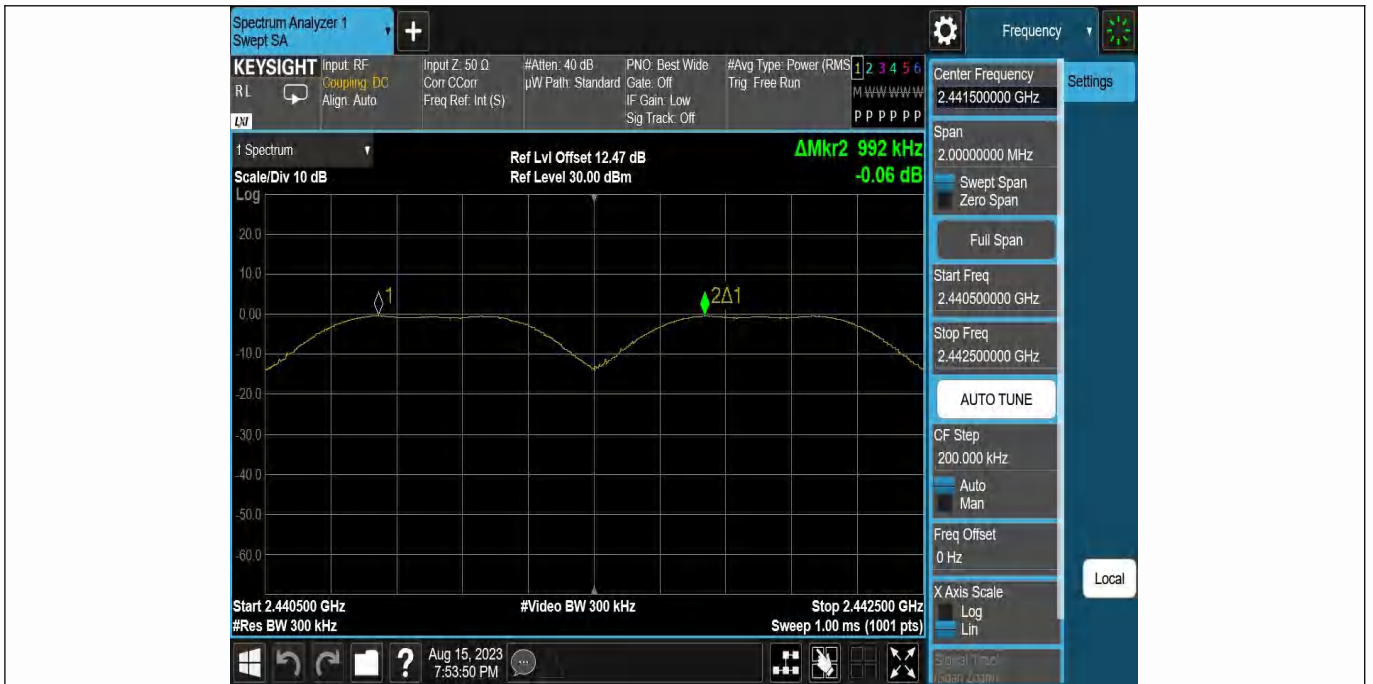 Spectrum Analyzer 1
Swept SA
+
Frequency
KEYSIGHT
RL
LXI
Input: RF
Coupling: DC
Align: Auto
Input Z: 50 Ω
Corr CCorr
Freq Ref: Int (S)
#Atten: 40 dB
µW Path: Standard
PNO: Best Wide
Gate: Off
IF Gain: Low
Sig Track: Off
#Avg Type: Power (RMS
Trig: Free Run
1 2 3 4 5 6
M W W W W W
P P P P P P
1 Spectrum
Scale/Div 10 dB
Log
Ref Lvl Offset 12.47 dB
Ref Level 30.00 dBm
ΔMkr2 992 kHz
-0.06 dB
20.0
10.0
0.00
-10.0
-20.0
-30.0
-40.0
-50.0
-60.0
1
2Δ1
Start 2.440500 GHz
#Res BW 300 kHz
#Video BW 300 kHz
Stop 2.442500 GHz
Sweep 1.00 ms (1001 pts)
Center Frequency
2.441500000 GHz
Settings
Span
2.00000000 MHz
Swept Span
Zero Span
Full Span
Start Freq
2.440500000 GHz
Stop Freq
2.442500000 GHz
AUTO TUNE
CF Step
200.000 kHz
Auto
Man
Freq Offset
0 Hz
X Axis Scale
Log
Lin
Signal Track
(Span Zoom)
Local
?
Aug 15, 2023
7:53:50 PM